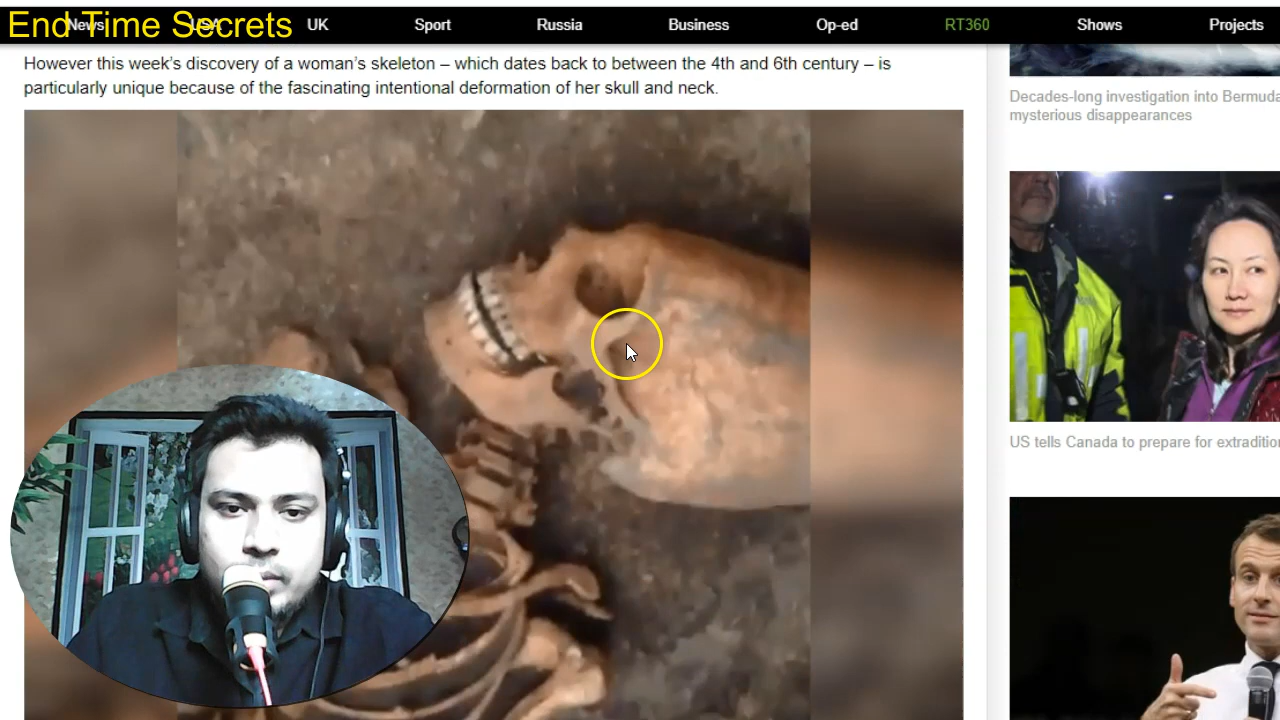 End Time Secrets
News
USA
UK
Sport
Russia
Business
Op-ed
RT360
Shows
Projects
However this week’s discovery of a woman’s skeleton – which dates back to between the 4th and 6th century – is
particularly unique because of the fascinating intentional deformation of her skull and neck.
Decades-long investigation into Bermuda
mysterious disappearances
US tells Canada to prepare for